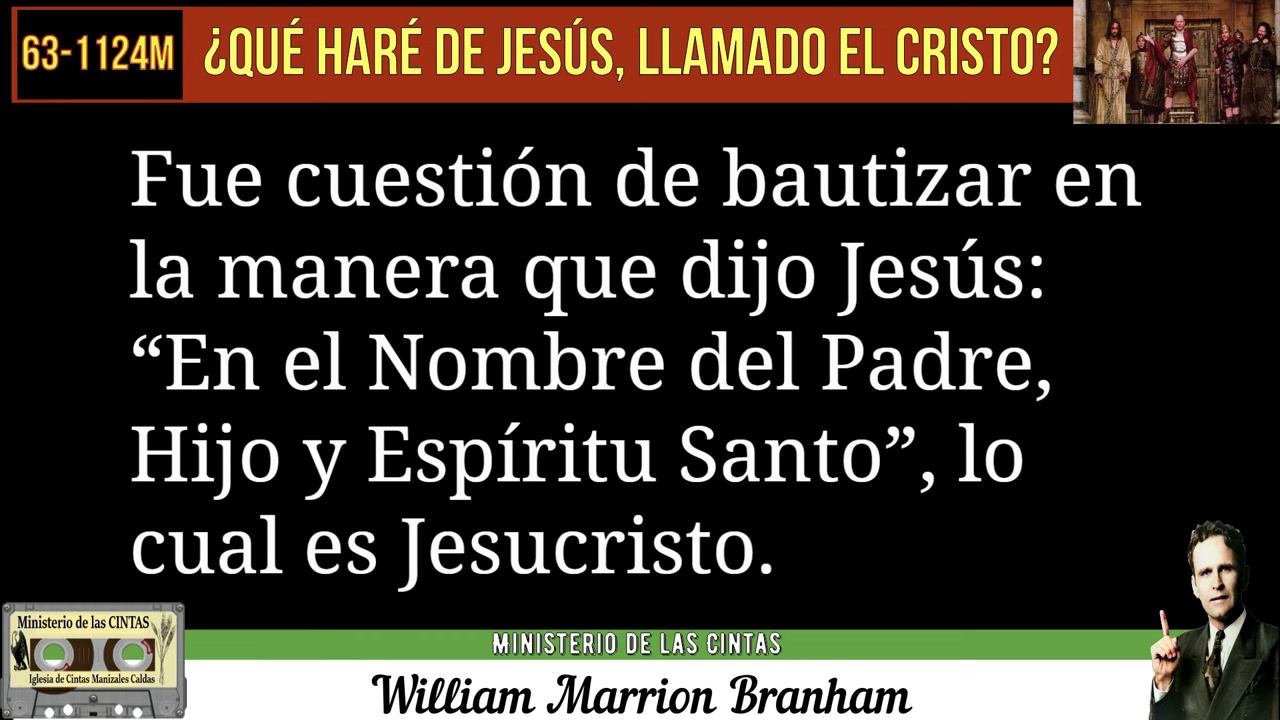 63-1124M
¿QUÉ HARÉ DE JESÚS, LLAMADO EL CRISTO?
Fue cuestión de bautizar en
la manera que dijo Jesús:
“En el Nombre del Padre,
Hijo y Espíritu Santo”, lo
cual es Jesucristo.
Ministerio de las CINTAS
Iglesia de Cintas Manizales Caldas
MINISTERIO DE LAS CINTAS
William Marrion Branham